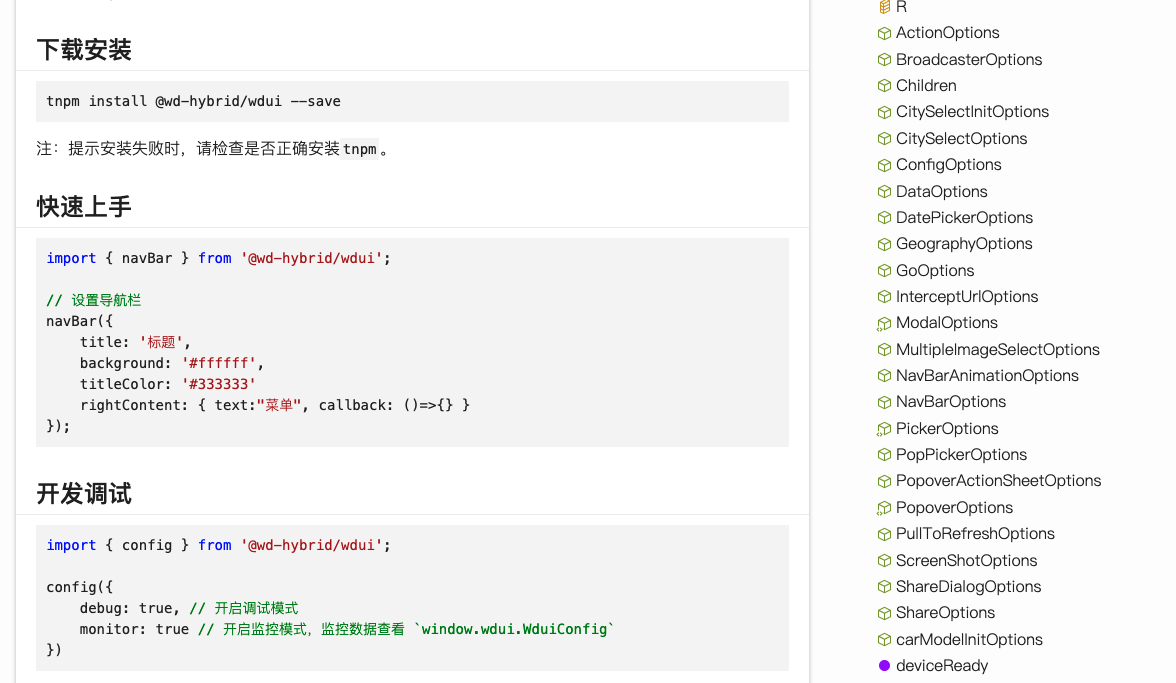 下载安装
tnpm install @wd-hybrid/wdui --save
注：提示安装失败时，请检查是否正确安装tnpm。
快速上手
import { navBar } from '@wd-hybrid/wdui';
// 设置导航栏
navBar({
    title: '标题',
    background: '#ffffff',
    titleColor: '#333333'
    rightContent: { text:"菜单", callback: ()=>{} }
});
开发调试
import { config } from '@wd-hybrid/wdui';
config({
    debug: true, // 开启调试模式
    monitor: true // 开启监控模式，监控数据查看 `window.wdui.WduiConfig`
})
R
ActionOptions
BroadcasterOptions
Children
CitySelectInitOptions
CitySelectOptions
ConfigOptions
DataOptions
DatePickerOptions
GeographyOptions
GoOptions
InterceptUrlOptions
ModalOptions
MultipleImageSelectOptions
NavBarAnimationOptions
NavBarOptions
PickerOptions
PopPickerOptions
PopoverActionSheetOptions
PopoverOptions
PullToRefreshOptions
ScreenShotOptions
ShareDialogOptions
ShareOptions
carModelInitOptions
deviceReady